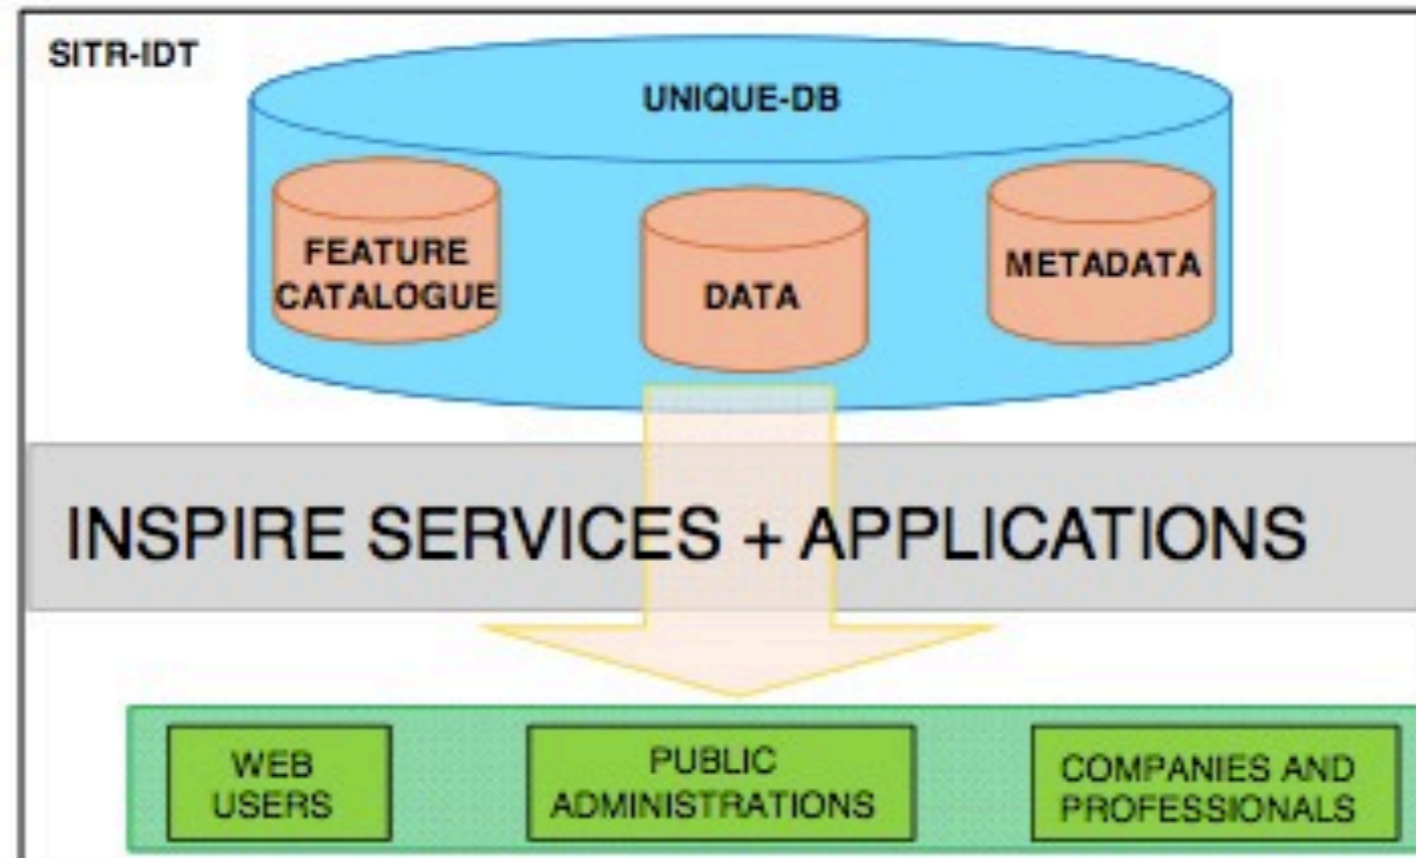 SITR-IDT
UNIQUE-DB
FEATURE
CATALOGUE
DATA
METADATA
INSPIRE SERVICES + APPLICATIONS
WEB
USERS
PUBLIC
ADMINISTRATIONS
COMPANIES AND
PROFESSIONALS